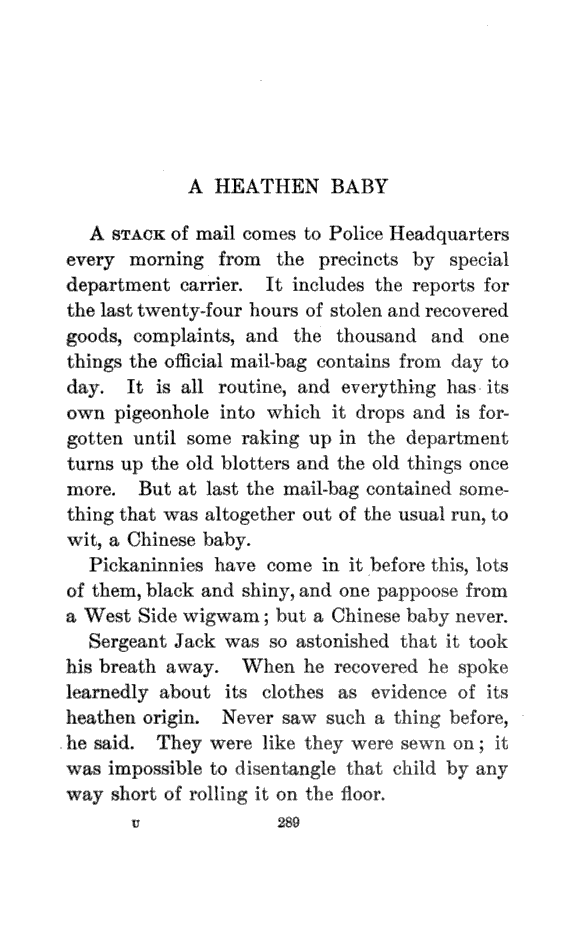 A HEATHEN BABY
A STACK of mail comes to Police Headquarters
every morning from the precincts by special
department carrier. It includes the reports for
the last twenty-four hours of stolen and recovered
goods, complaints, and the thousand and one
things the official mail-bag contains from day to
day. It is all routine, and everything has its
own pigeonhole into which it drops and is for-
gotten until some raking up in the department
turns up the old blotters and the old things once
more. But at last the mail-bag contained some-
thing that was altogether out of the usual run, to
wit, a Chinese baby.
Pickaninnies have come in it before this, lots
of them, black and shiny, and one pappoose from
a West Side wigwam; but a Chinese baby never.
Sergeant Jack was so astonished that it took
his breath away. When he recovered he spoke
learnedly about its clothes as evidence of its
heathen origin. Never saw such a thing before,
he said. They were like they were sewn on; it
was impossible to disentangle that child by any
way short of rolling it on the floor.
U 289